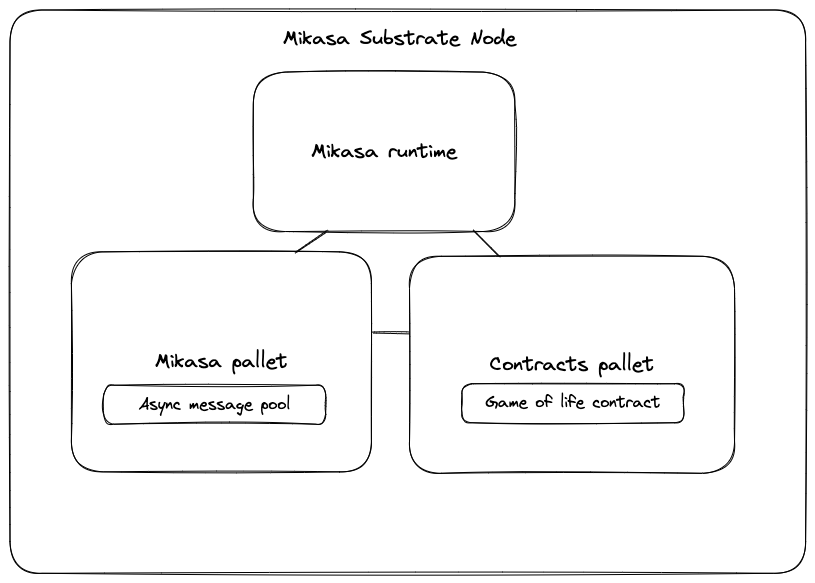 Mikasa Substrate Node
Mikasa runtime
Mikasa pallet
Async message pool
Contracts pallet
Game of life contract